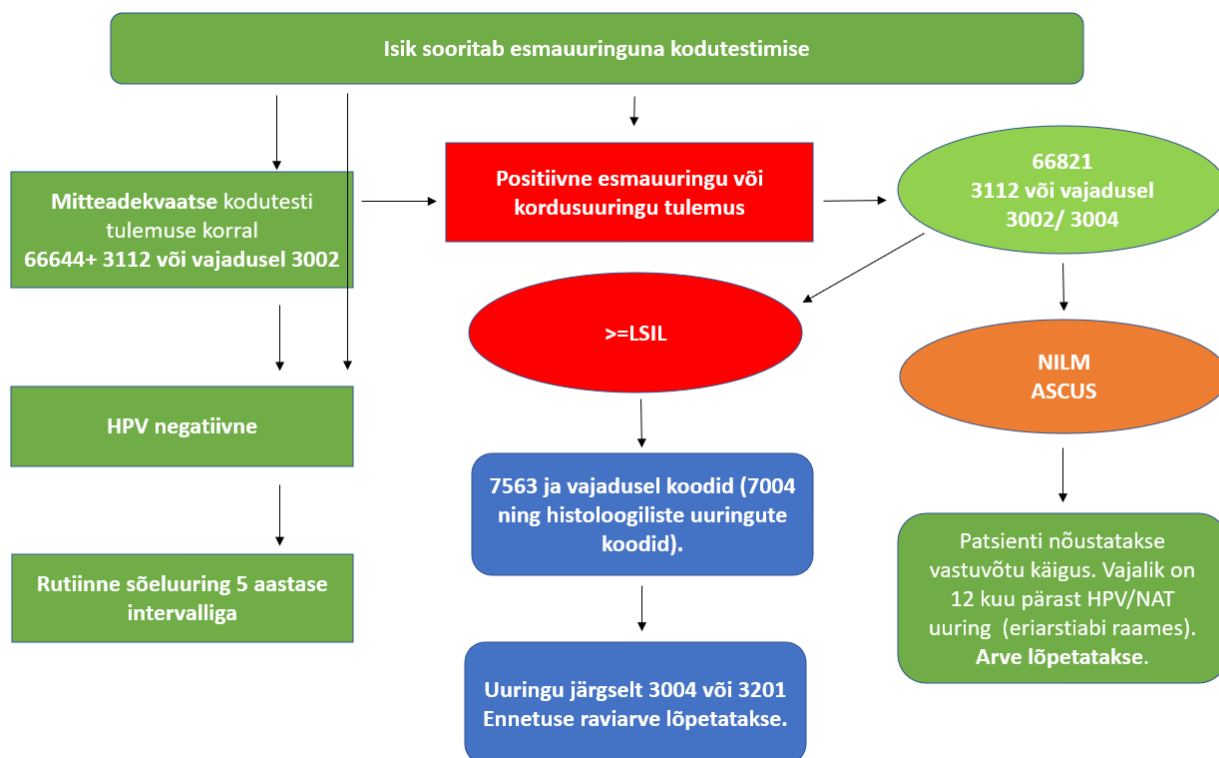 Isik sooritab esmauuringuna kodutestimise
Mitteadekvaatse kodutesti
tulemuse korral
66644+ 3112 või vajadusel 3002
Positiivne esmauuringu või
kordusuuringu tulemus
66821
3112 või vajadusel
3002/ 3004
>=LSIL
NILM
ASCUS
HPV negatiivne
7563 ja vajadusel koodid (7004
ning histoloogiliste uuringute
koodid).
Patsienti nõustatakse
vastuvõtu käigus. Vajalik on
12 kuu pärast HPV/NAT
uuring (eriarstiabi raames).
Arve lõpetatakse.
Rutiinne sõeluuring 5 aastase
intervalliga
Uuringu järgselt 3004 või 3201
Ennetuse raviarve lõpetatakse.